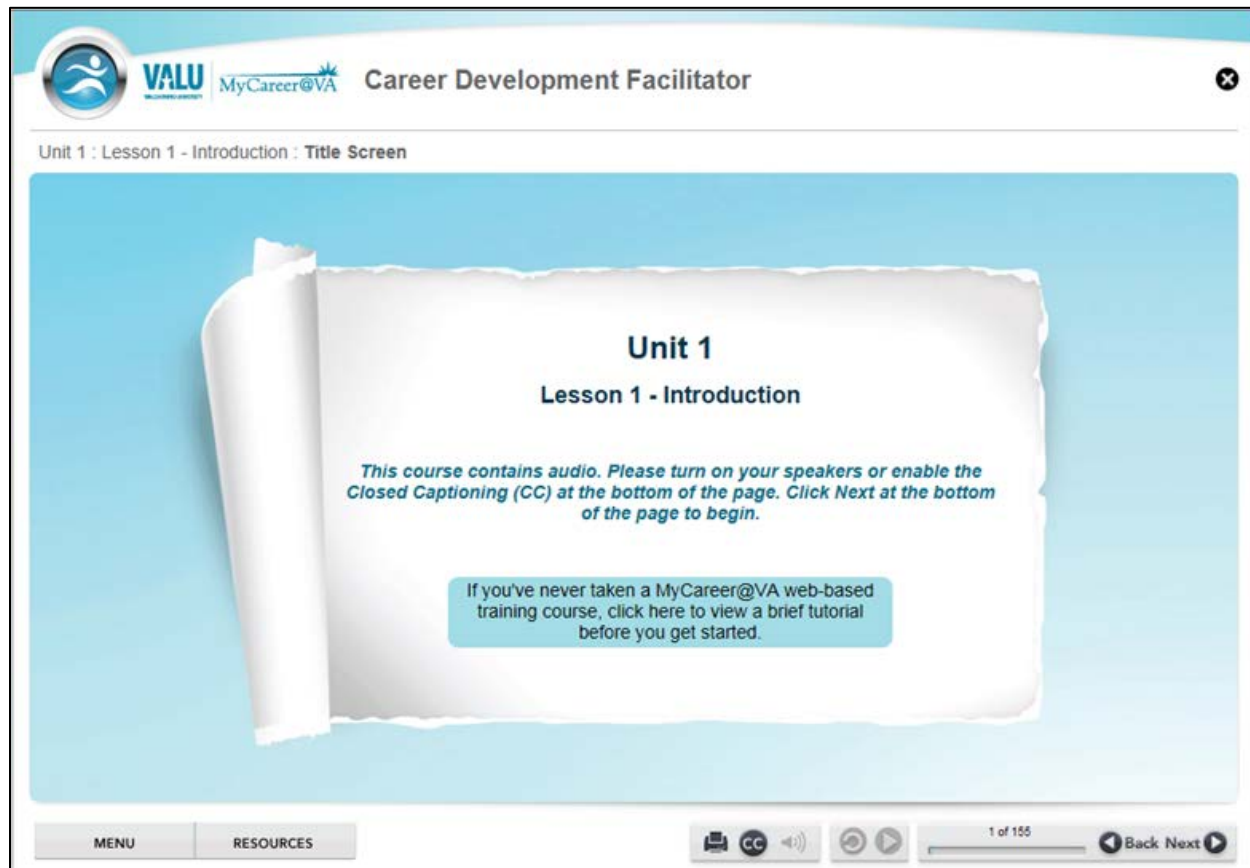 VALU
MyCareer@VA
Career Development Facilitator
Unit 1 : Lesson 1 - Introduction : Title Screen
Unit 1
Lesson 1 - Introduction
This course contains audio. Please turn on your speakers or enable the
Closed Captioning (CC) at the bottom of the page. Click Next at the bottom
of the page to begin.
If you've never taken a MyCareer@VA web-based
training course, click here to view a brief tutorial
before you get started.
MENU
RESOURCES
CC
1 of 155
Back Next